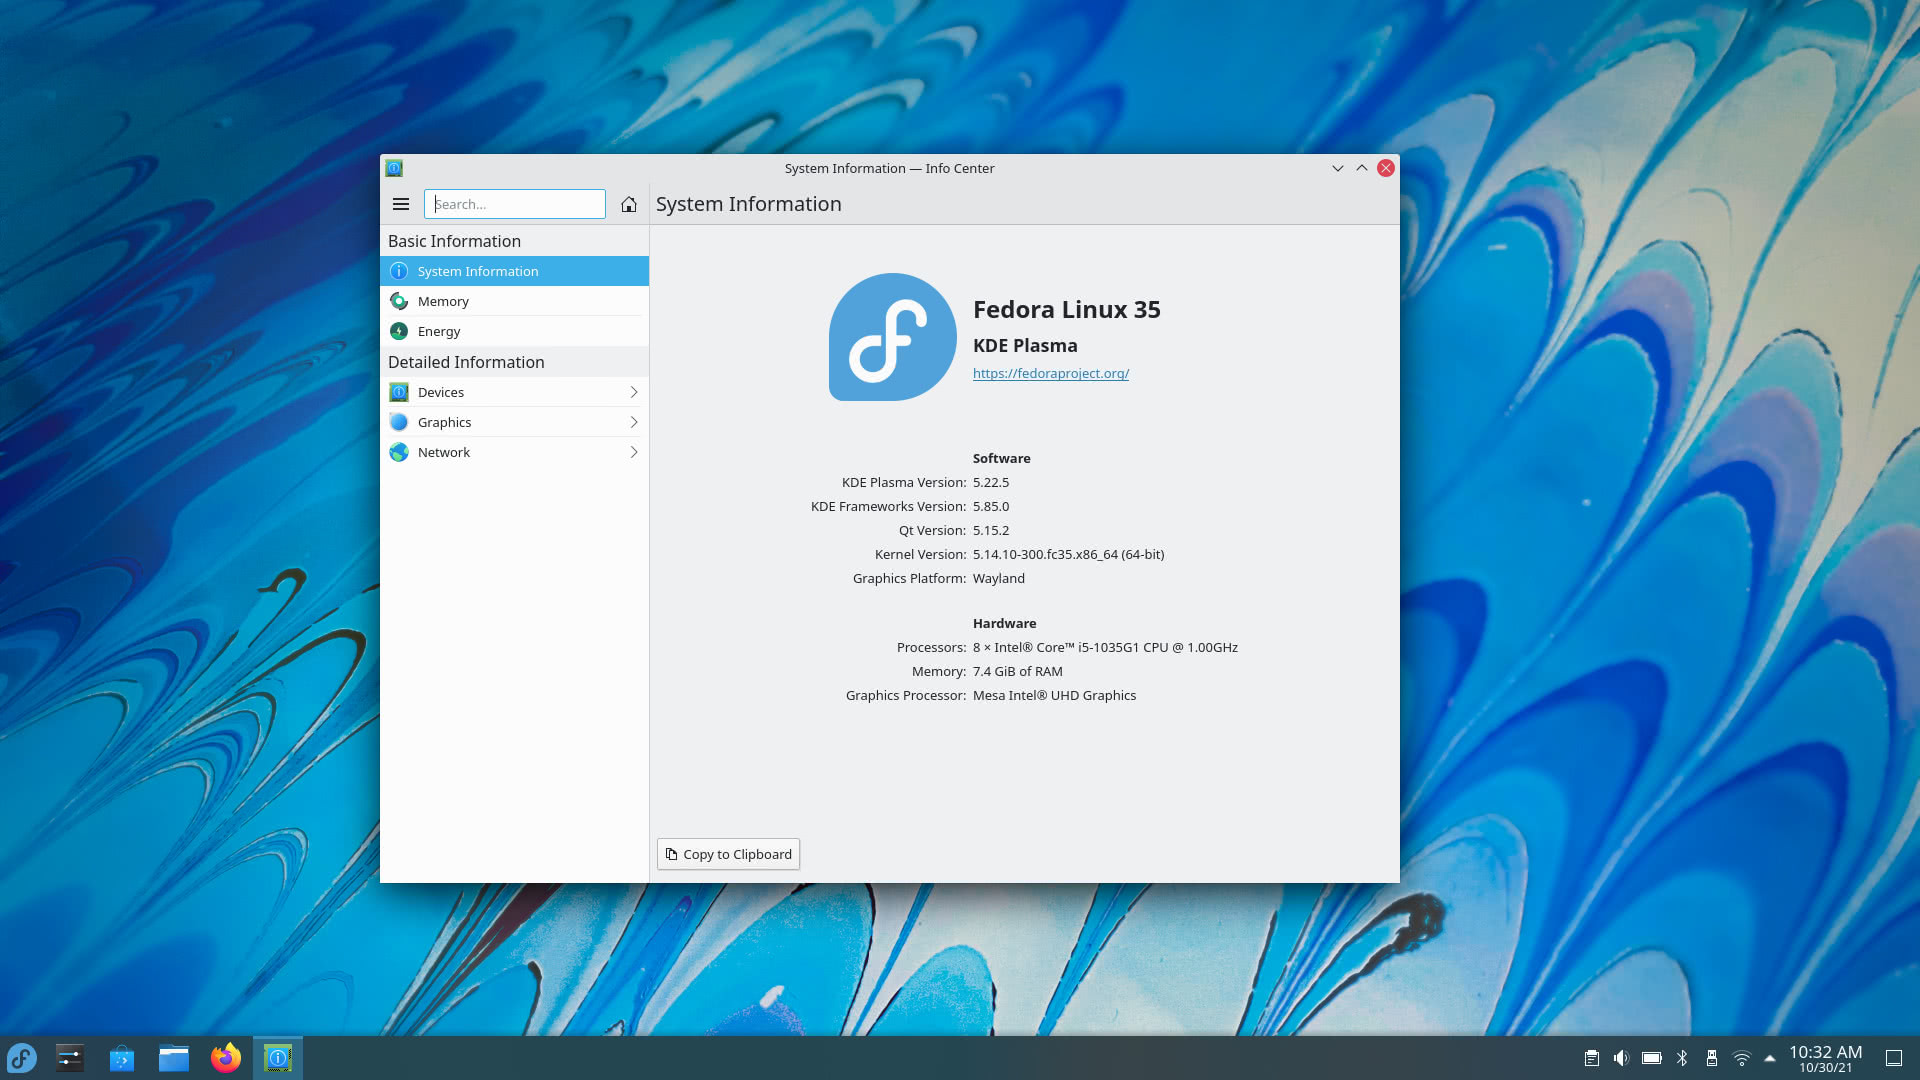 System Information — Info Center
Search...
System Information
Basic Information
System Information
Memory
Energy
Detailed Information
Devices
Graphics
Network
Fedora Linux 35
KDE Plasma
https://fedoraproject.org/
Software
KDE Plasma Version: 5.22.5
KDE Frameworks Version: 5.85.0
Qt Version: 5.15.2
Kernel Version: 5.14.10-300.fc35.x86_64 (64-bit)
Graphics Platform: Wayland
Hardware
Processors: 8 × Intel® Core™ i5-1035G1 CPU @ 1.00GHz
Memory: 7.4 GiB of RAM
Graphics Processor: Mesa Intel® UHD Graphics
Copy to Clipboard
10:32 AM
10/30/21